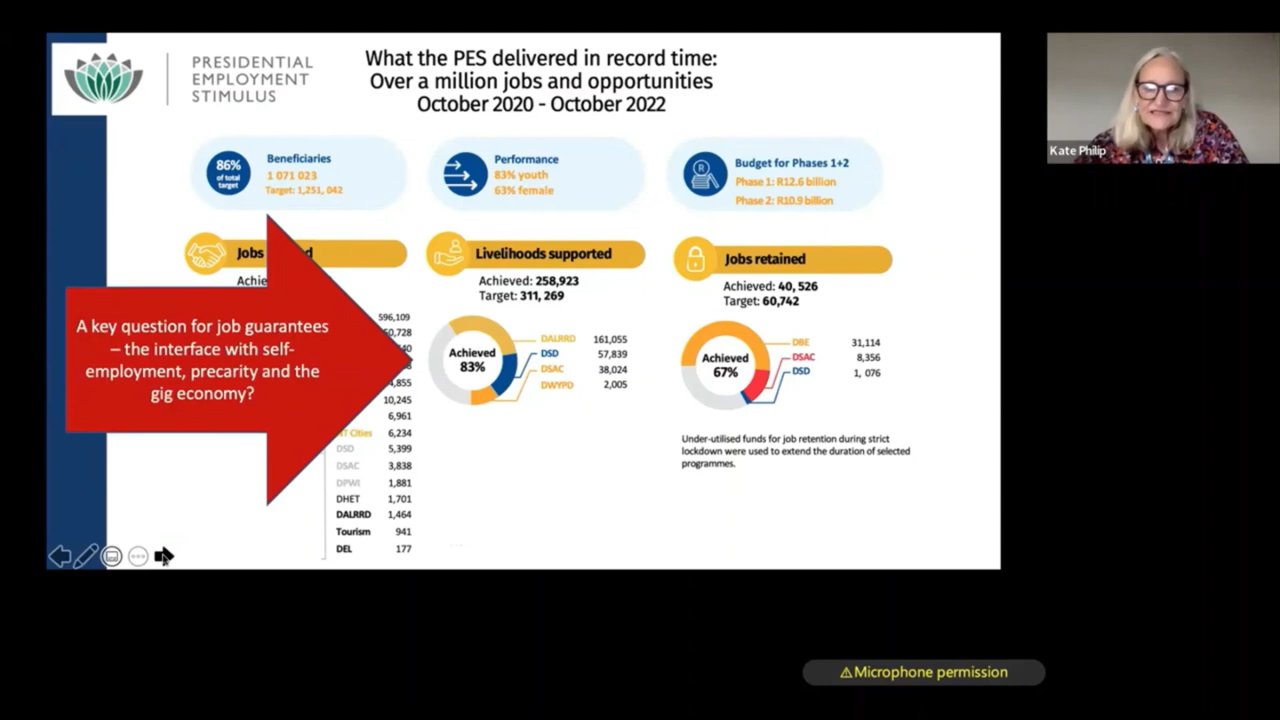 PRESIDENTIAL
EMPLOYMENT
STIMULUS
What the PES delivered in record time:
Over a million jobs and opportunities
October 2020 - October 2022
86%
of total
target
Beneficiaries
1 071 023
Target: 1,251, 042
Performance
83% youth
63% female
R
Budget for Phases 1+2
Phase 1: R12.6 billion
Phase 2: R10.9 billion
Jobs
Achie
596,109
10,245
6,961
Cities 6,234
DSD 5,399
DSAC 3,838
DPWI 1,881
DHET 1,701
DALRRD 1,464
Tourism 941
DEL 177
A key question for job guarantees
– the interface with self-
employment, precarity and the
gig economy?
Livelihoods supported
Achieved: 258,923
Target: 311, 269
Achieved
83%
DALRRD 161,055
DSD 57,839
DSAC 38,024
DWYPD 2,005
Jobs retained
Achieved: 40, 526
Target: 60,742
Achieved
67%
DBE 31,114
DSAC 8,356
DSD 1, 076
Under-utilised funds for job retention during strict
lockdown were used to extend the duration of selected
programmes.
Kate Philip
⚠Microphone permission